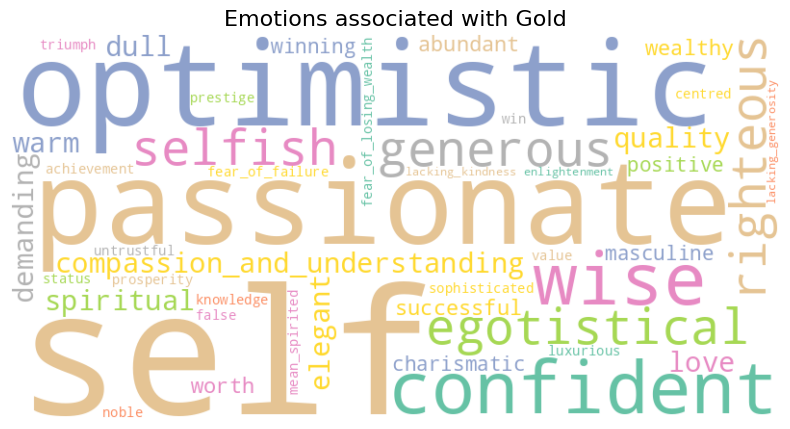 Emotions associated with Gold
triumph
dull
winning
abundant
wealthy
optimistic
prestige
centred
win
fear_of_losing_wealth
righteous
lacking_generosity
warm
selfish
generous
quality
positive
demanding
achievement
fear_of_failure
lacking_kindness
enlightenment
passionate
untrustful
compassion_and_understanding
value
masculine
status
prosperity
wise
sophisticated
spiritual
knowledge
false
mean_spirited
elegant
successful
egotistical
self
luxurious
charismatic
love
worth
confident
noble